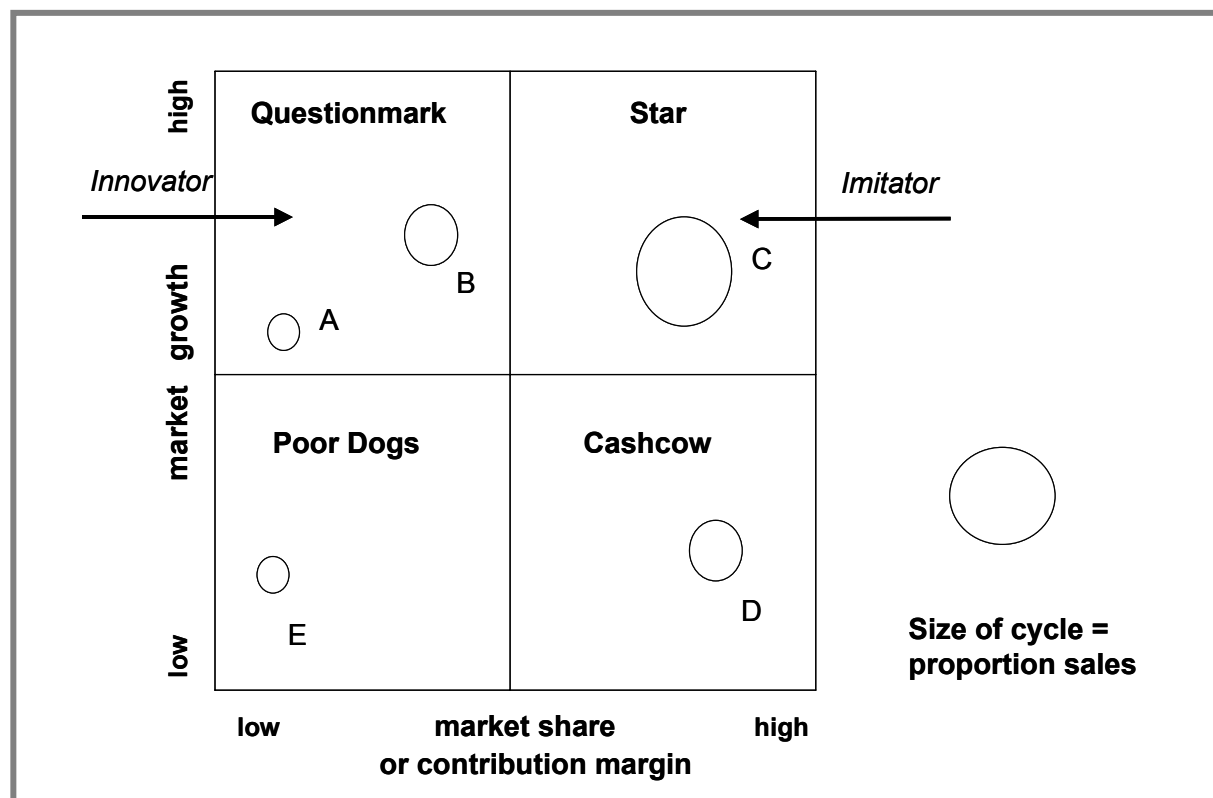 high
Questionmark
Star
Innovator
Imitator
C
B
A
market growth
Poor Dogs
Cashcow
D
E
low
Size of cycle =
proportion sales
low
market share
high
or contribution margin